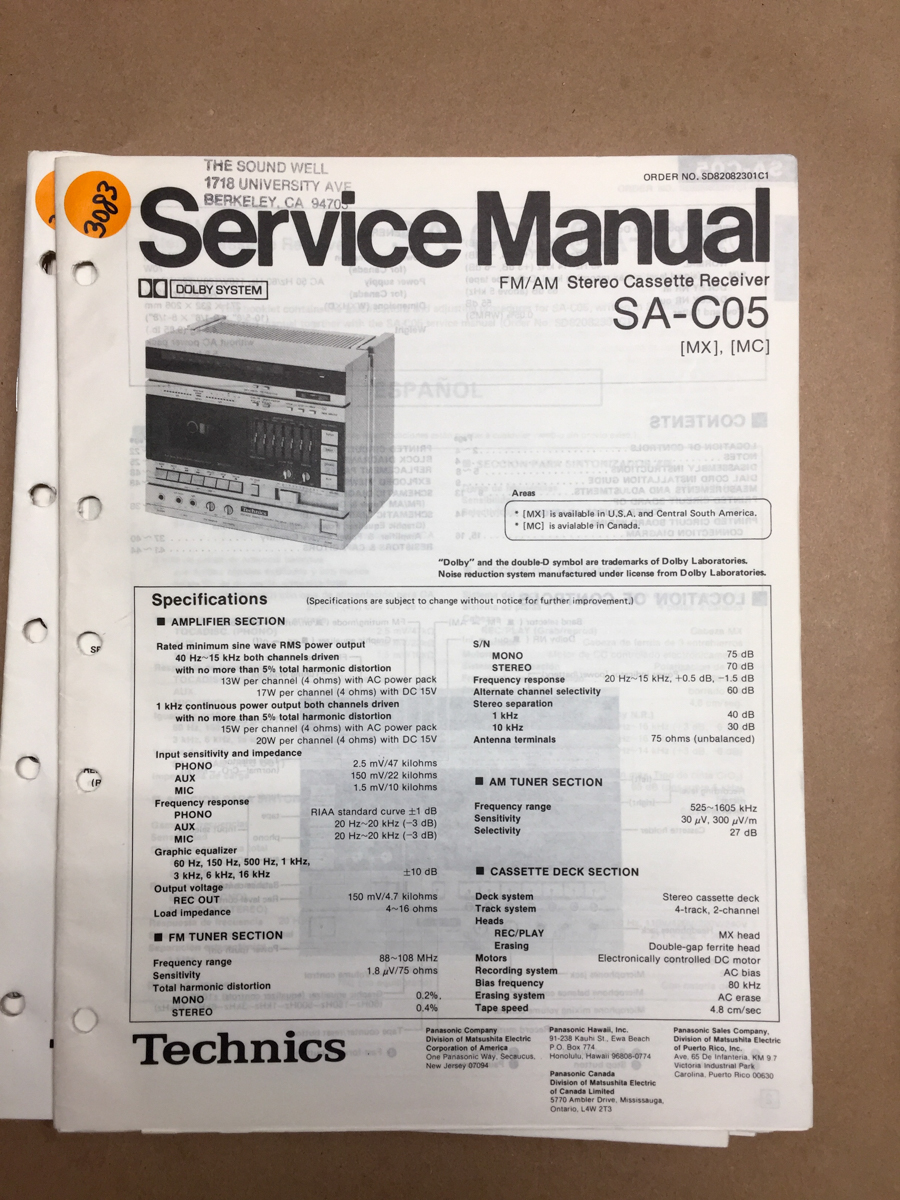 3083
THE SOUND WELL
1718 UNIVERSITY AVE
BERKELEY, CA 94703
ORDER NO. SD82082301C1
Service Manual
DOLBY SYSTEM
FM/AM Stereo Cassette Receiver
SA-C05
[MX], [MC]
ESPAÑOL
Technics
Areas
* [MX] is available in U.S.A. and Central South America.
* [MC] is avialable in Canada.
"Dolby" and the double-D symbol are trademarks of Dolby Laboratories.
Noise reduction system manufactured under license from Dolby Laboratories.
Specifications (Specifications are subject to change without notice for further improvement.)
■ AMPLIFIER SECTION
Rated minimum sine wave RMS power output
40 Hz~15 kHz both channels driven
with no more than 5% total harmonic distortion
13W per channel (4 ohms) with AC power pack
17W per channel (4 ohms) with DC 15V
1 kHz continuous power output both channels driven
with no more than 5% total harmonic distortion
15W per channel (4 ohms) with AC power pack
20W per channel (4 ohms) with DC 15V
Input sensitivity and impedance
PHONO 2.5 mV/47 kilohms
AUX 150 mV/22 kilohms
MIC 1.5 mV/10 kilohms
Frequency response
PHONO RIAA standard curve ±1 dB
AUX 20 Hz~20 kHz (−3 dB)
MIC 20 Hz~20 kHz (−3 dB)
Graphic equalizer
60 Hz, 150 Hz, 500 Hz, 1 kHz,
3 kHz, 6 kHz, 16 kHz ±10 dB
Output voltage
REC OUT 150 mV/4.7 kilohms
Load impedance 4~16 ohms
■ FM TUNER SECTION
Frequency range 88~108 MHz
Sensitivity 1.8 µV/75 ohms
Total harmonic distortion
MONO 0.2%,
STEREO 0.4%
S/N
MONO 75 dB
STEREO 70 dB
Frequency response 20 Hz~15 kHz, +0.5 dB, −1.5 dB
Alternate channel selectivity 60 dB
Stereo separation
1 kHz 40 dB
10 kHz 30 dB
Antenna terminals 75 ohms (unbalanced)
■ AM TUNER SECTION
Frequency range 525~1605 kHz
Sensitivity 30 µV, 300 µV/m
Selectivity 27 dB
■ CASSETTE DECK SECTION
Deck system Stereo cassette deck
Track system 4-track, 2-channel
Heads
REC/PLAY MX head
Erasing Double-gap ferrite head
Motors Electronically controlled DC motor
Recording system AC bias
Bias frequency 80 kHz
Erasing system AC erase
Tape speed 4.8 cm/sec
Technics
Panasonic Company
Division of Matsushita Electric
Corporation of America
One Panasonic Way, Secaucus,
New Jersey 07094
Panasonic Hawaii, Inc.
91-238 Kauhi St., Ewa Beach
P.O. Box 774
Honolulu, Hawaii 96808-0774
Panasonic Canada
Division of Matsushita Electric
of Canada Limited
5770 Ambler Drive, Mississauga,
Ontario, L4W 2T3
Panasonic Sales Company,
Division of Matsushita Electric
of Puerto Rico, Inc.
Ave. 65 De Infanteria, KM 9.7
Victoria Industrial Park
Carolina, Puerto Rico 00630